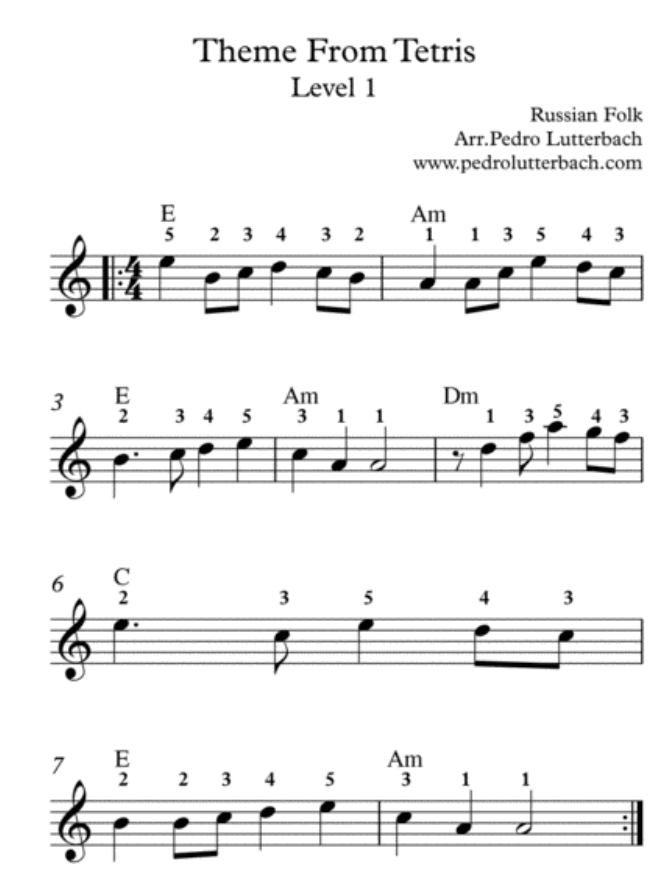 Theme From Tetris
Level 1
Russian Folk
Arr.Pedro Lutterbach
www.pedrolutterbach.com
E Am
5 2 3 4 3 2 1 1 3 5 4 3
4
4
3 E Am Dm
2 3 4 5 3 1 1 1 3 5 4 3
6 C
2 3 5 4 3
7 E Am
2 2 3 4 5 3 1 1